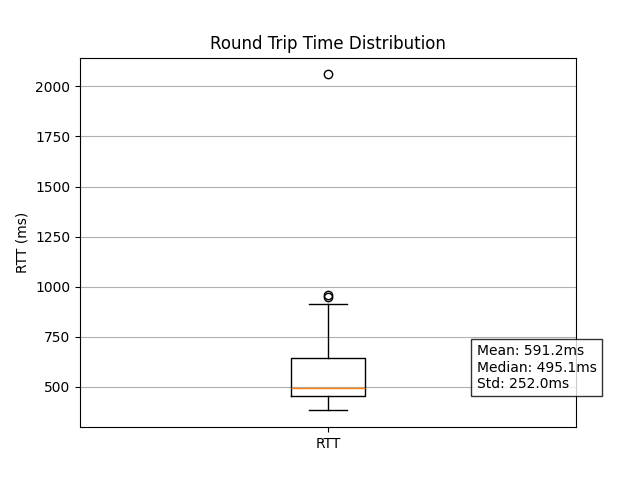 Round Trip Time Distribution
2000
1750
1500
1250
1000
750
500
RTT (ms)
Mean: 591.2ms
Median: 495.1ms
Std: 252.0ms
RTT